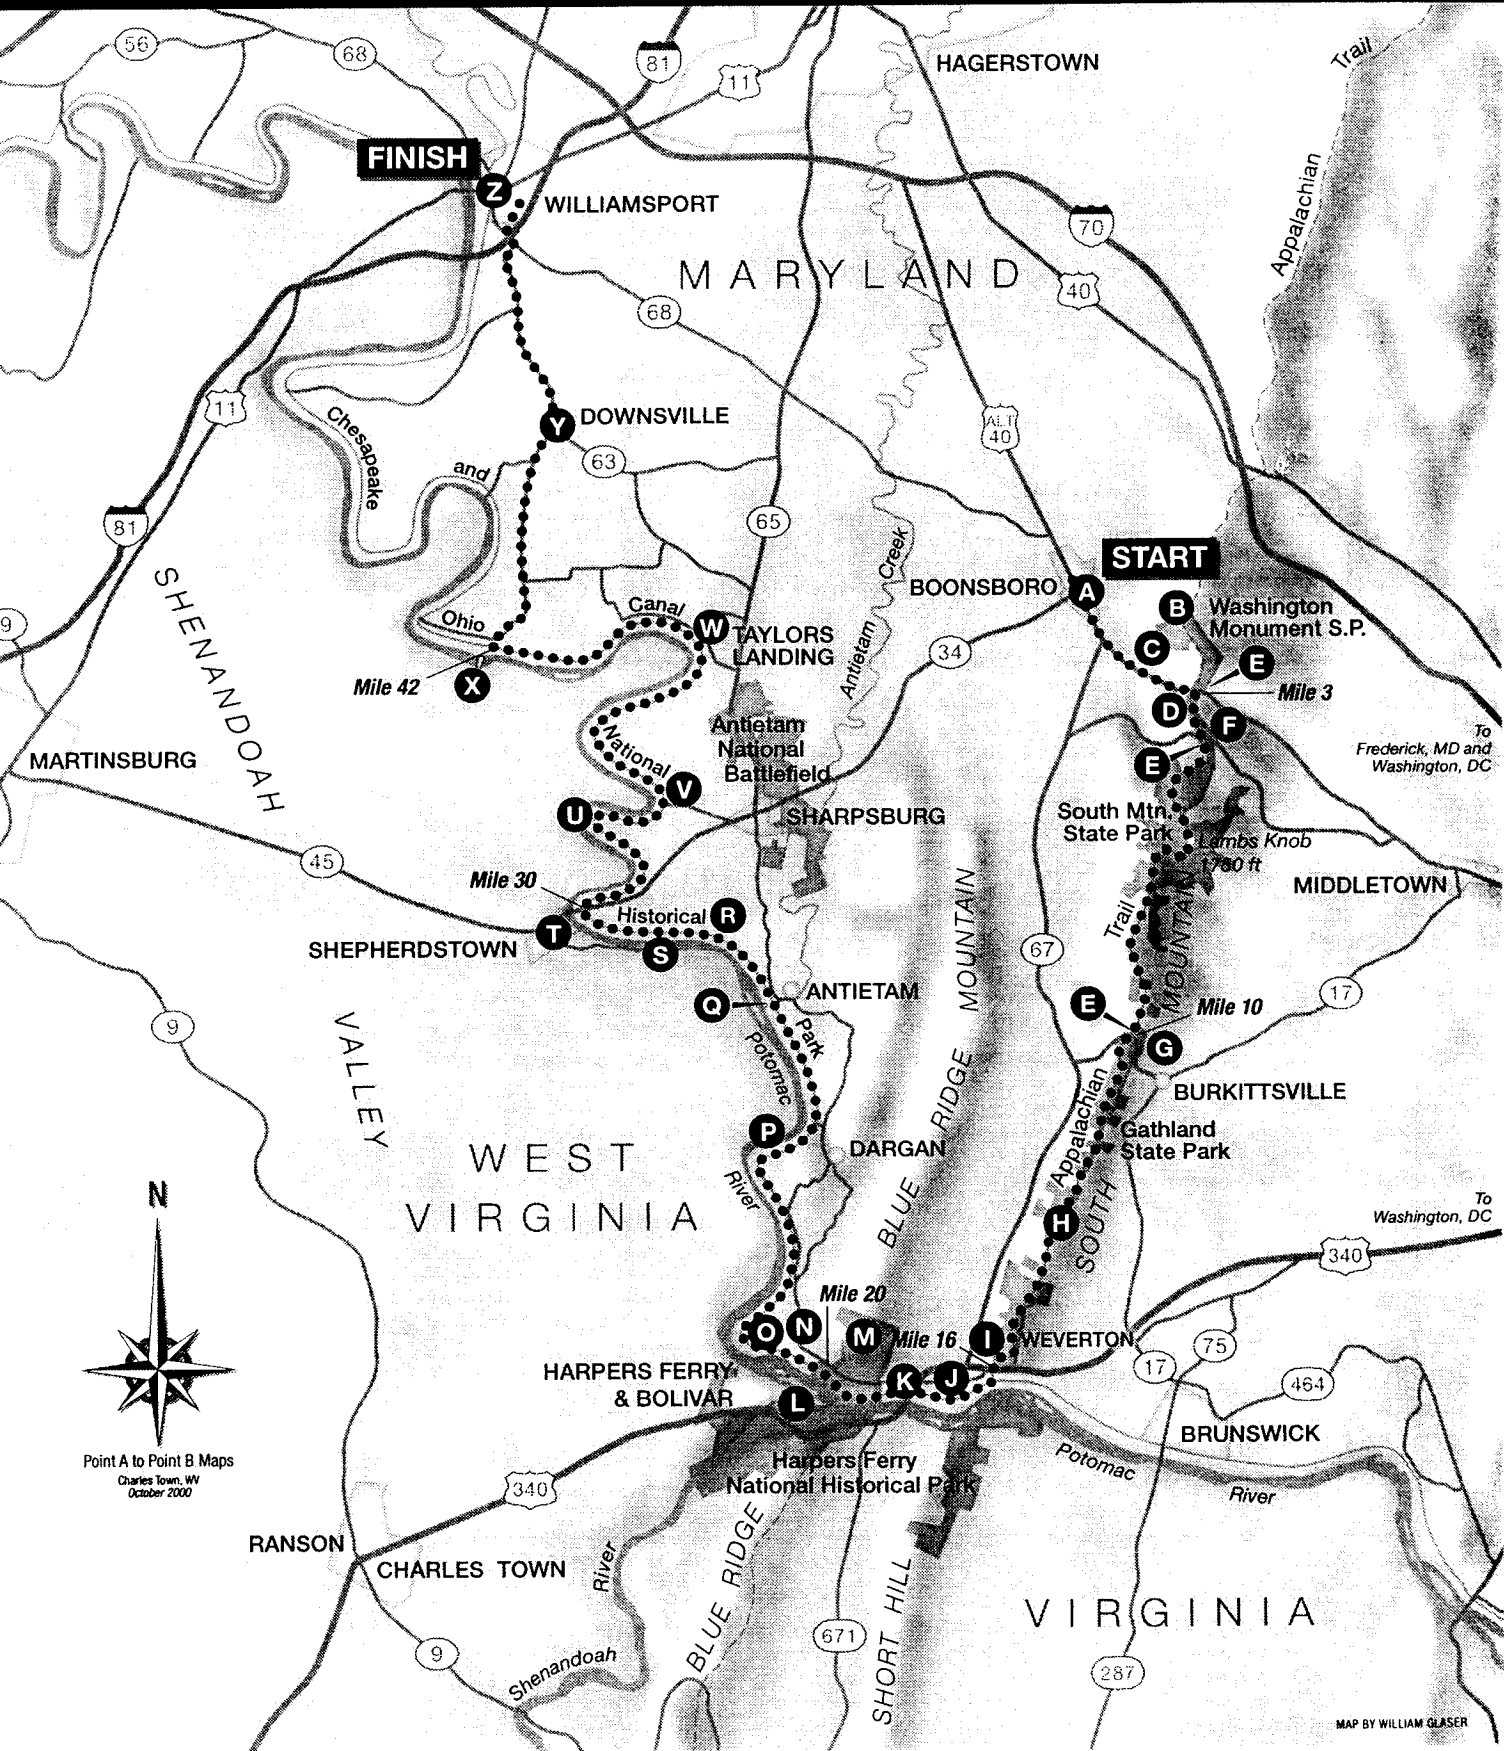 56
68
81
11
HAGERSTOWN
Trail
FINISH
Z
WILLIAMSPORT
Appalachian
70
MARYLAND
40
68
11
Chesapeake
Y
DOWNSVILLE
ALT
40
and
63
81
65
Creek
START
BOONSBORO
A
B
Washington
Monument S.P.
SHENANDOAH
9
Ohio
Canal
W
TAYLORS
LANDING
Antietam
34
C
E
Mile 42
X
Mile 3
D
F
Antietam
National
Battlefield
National
To
Frederick, MD and
Washington, DC
MARTINSBURG
V
E
U
SHARPSBURG
South Mtn.
State Park
Lambs Knob
1780 ft
45
Mile 30
MIDDLETOWN
Historical
R
Trail
MOUNTAIN
MOUNTAIN
T
SHEPHERDSTOWN
S
67
ANTIETAM
17
Q
E
Mile 10
9
VALLEY
Park
Potomac
G
BURKITTSVILLE
RIDGE
Appalachian
P
Gathland
State Park
DARGAN
WEST
VIRGINIA
River
BLUE
H
SOUTH
N
To
Washington, DC
340
Mile 20
O
N
M
Mile 16
I
WEVERTON
75
17
HARPERS FERRY
& BOLIVAR
K
J
464
L
BRUNSWICK
Point A to Point B Maps
Charles Town, WV
October 2000
Harpers Ferry
National Historical Park
Potomac
River
340
RANSON
CHARLES TOWN
River
BLUE RIDGE
SHORT HILL
VIRGINIA
9
Shenandoah
671
287
MAP BY WILLIAM GLASER